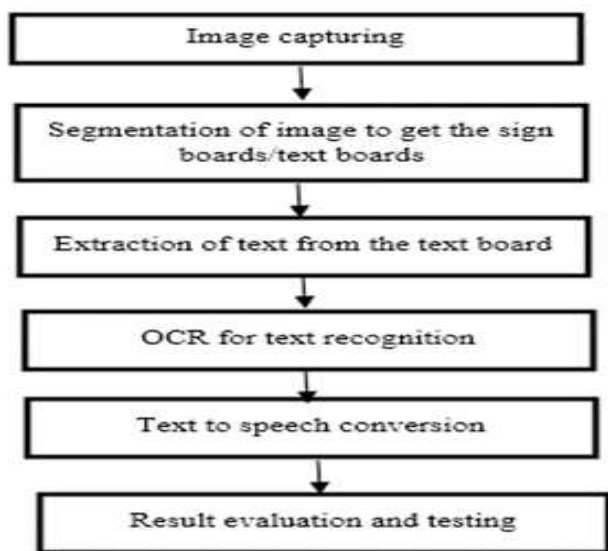 Image capturing
Segmentation of image to get the sign
boards/text boards
Extraction of text from the text board
OCR for text recognition
Text to speech conversion
Result evaluation and testing